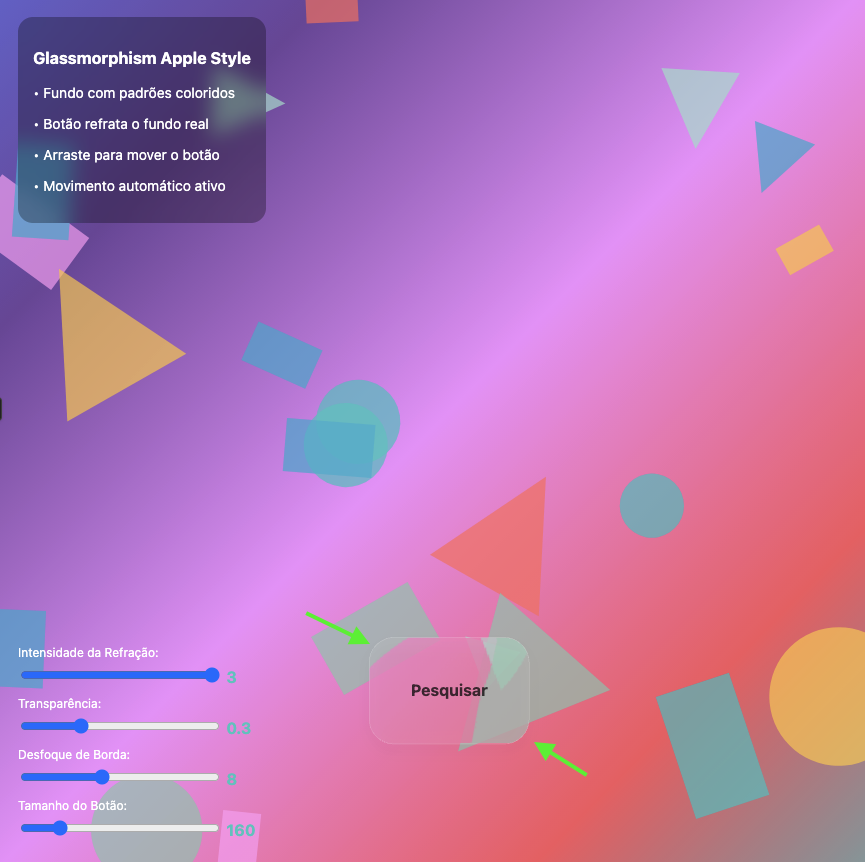 Glassmorphism Apple Style
• Fundo com padrões coloridos
• Botão refrata o fundo real
• Arraste para mover o botão
• Movimento automático ativo
Intensidade da Refração:
3
Transparência:
0.3
Desfoque de Borda:
8
Tamanho do Botão:
160
Pesquisar